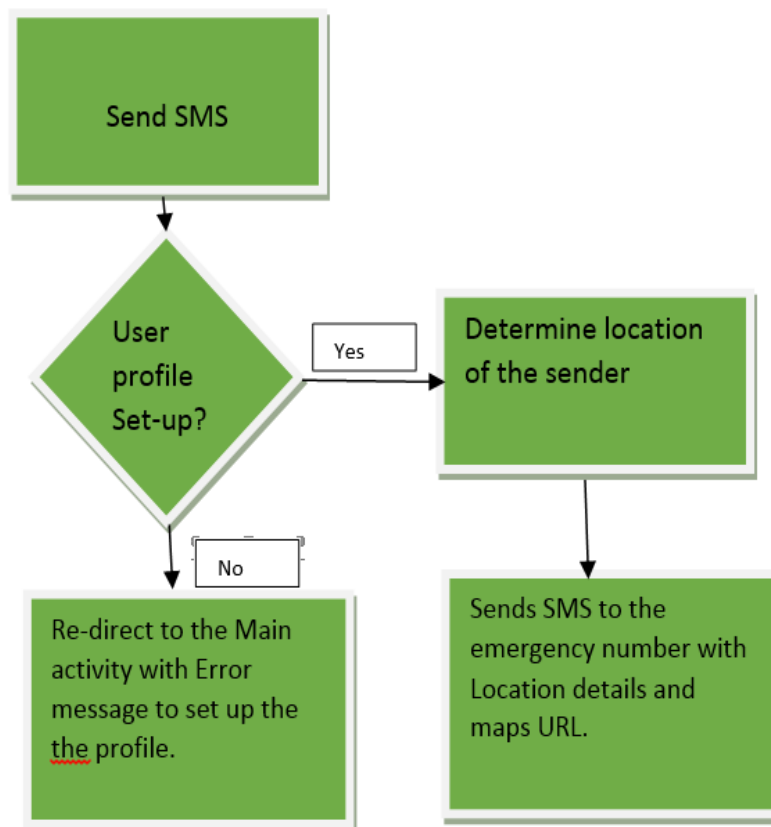 Send SMS
User
profile
Set-up?
Yes
Determine location
of the sender
No
Re-direct to the Main
activity with Error
message to set up the
the profile.
Sends SMS to the
emergency number with
Location details and
maps URL.